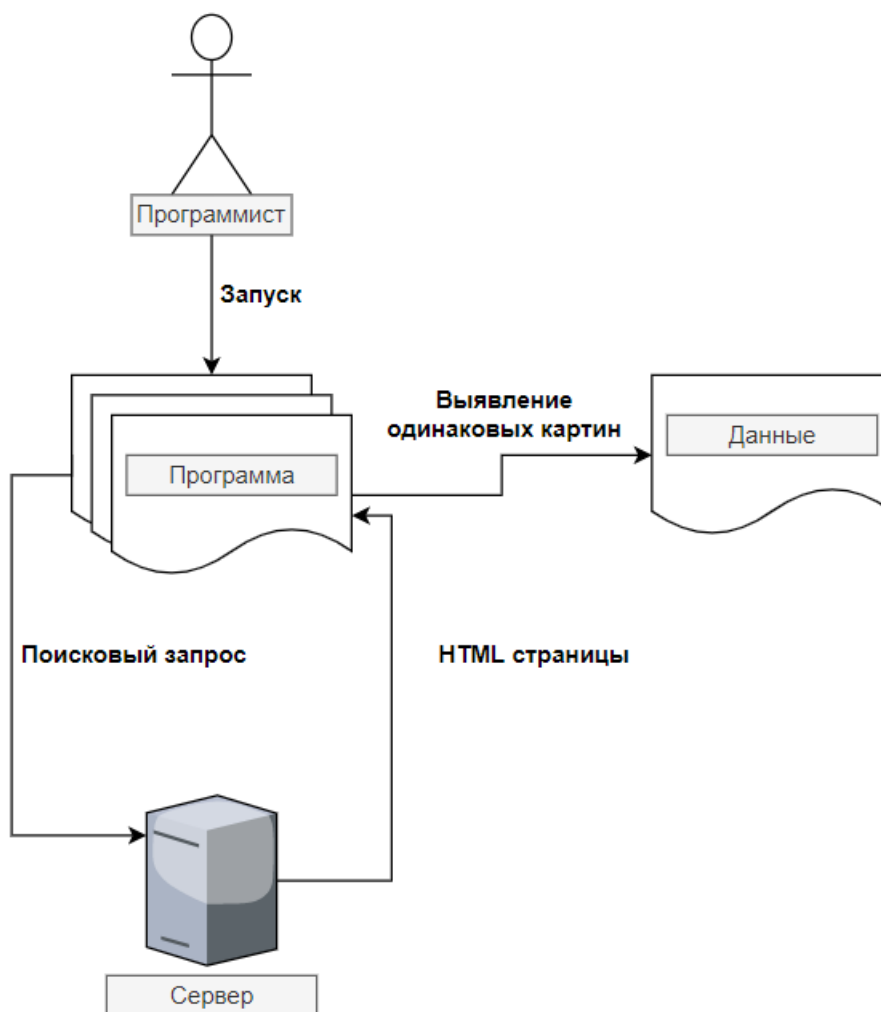 Программист
Запуск
Выявление
одинаковых картин
Данные
Программа
Поисковый запрос
HTML страницы
Сервер